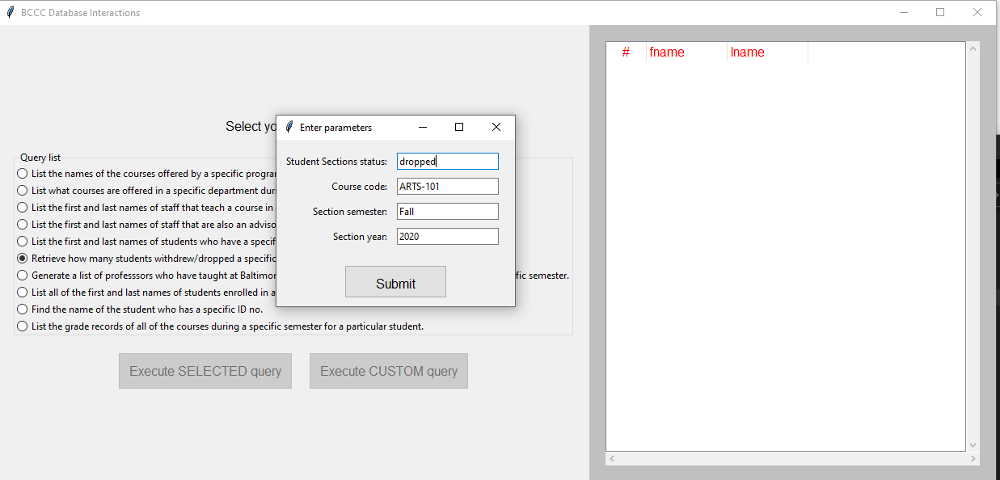 BCCC Database Interactions
# fname lname
Select yo
Enter parameters
Student Sections status: dropped
Course code: ARTS-101
Section semester: Fall
Section year: 2020
Submit
Query list
List the names of the courses offered by a specific progra
List what courses are offered in a specific department duri
List the first and last names of staff that teach a course in
List the first and last names of staff that are also an adviso
List the first and last names of students who have a specif
Retrieve how many students withdrew/dropped a specific
Generate a list of professsors who have taught at Baltimor fic semester.
List all of the first and last names of students enrolled in a
Find the name of the student who has a specific ID no.
List the grade records of all of the courses during a specific semester for a particular student.
Execute SELECTED query Execute CUSTOM query